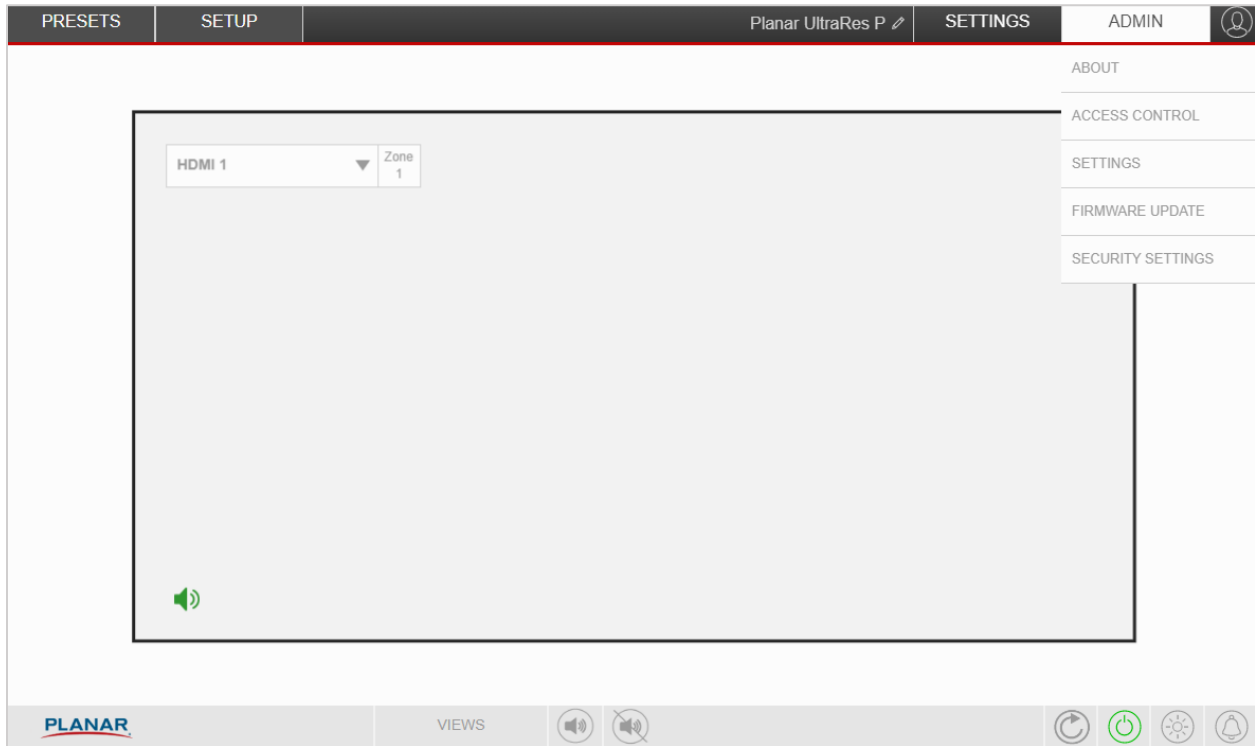 PRESETS SETUP Planar UltraRes P SETTINGS ADMIN
ABOUT
ACCESS CONTROL
SETTINGS
FIRMWARE UPDATE
SECURITY SETTINGS
HDMI 1 Zone
1
PLANAR VIEWS